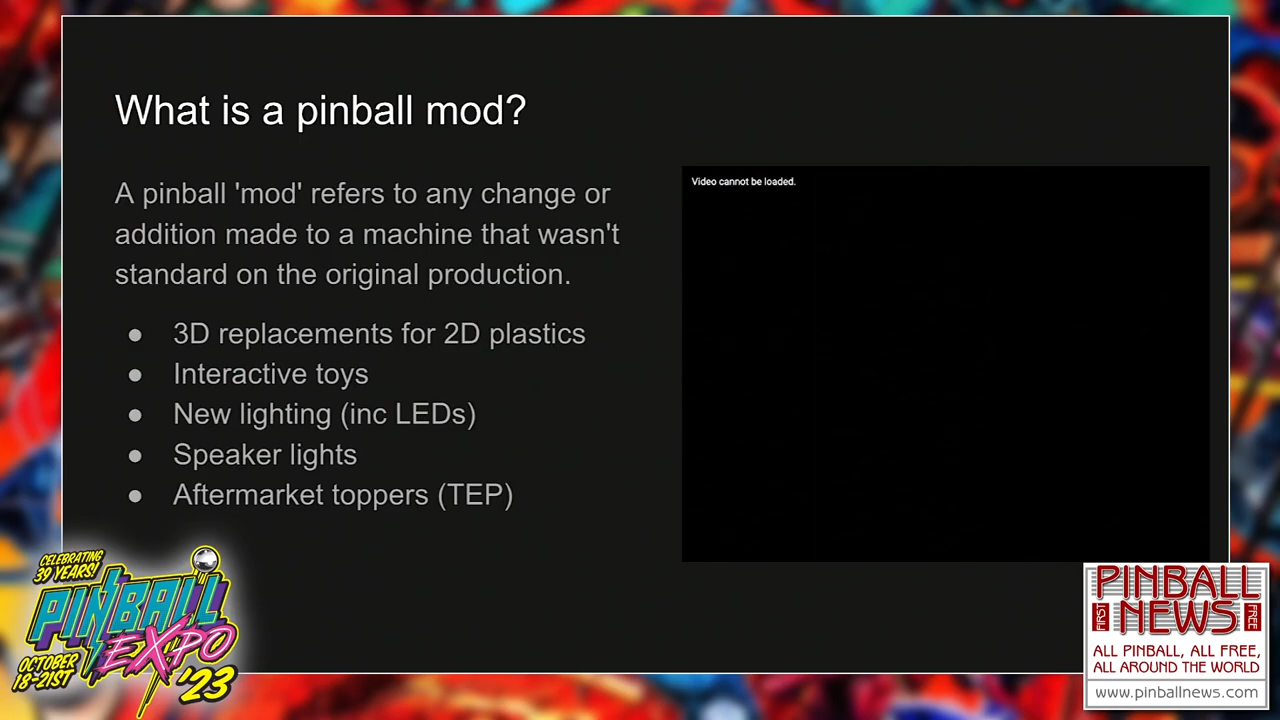 What is a pinball mod?
A pinball 'mod' refers to any change or
addition made to a machine that wasn't
standard on the original production.
● 3D replacements for 2D plastics
● Interactive toys
● New lighting (inc LEDs)
● Speaker lights
● Aftermarket toppers (TEP)
Video cannot be loaded.
CELEBRATING
39 YEARS!
PINBALL
EXPO
OCTOBER
18-21ST
'23
PINBALL
FIRST NEWS FREE
ALL PINBALL, ALL FREE,
ALL AROUND THE WORLD
www.pinballnews.com